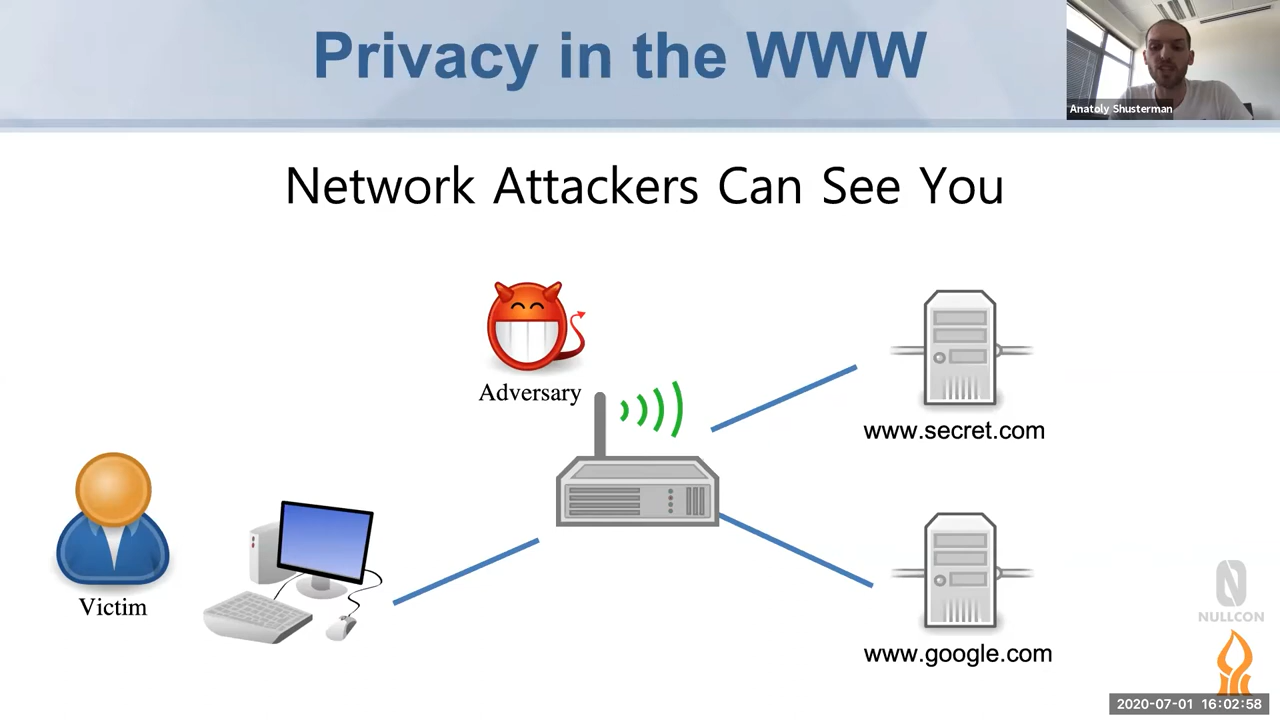 Privacy in the WWW
Anatoly Shusterman
Network Attackers Can See You
Adversary
www.secret.com
Victim
www.google.com
NULLCON
2020-07-01 16:02:58